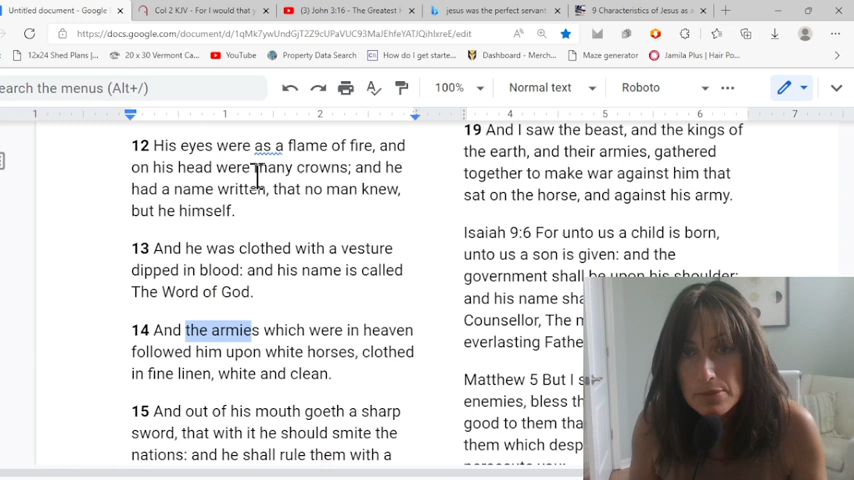 Untitled document - Google
Col 2 KJV - For I would that y
(3) John 3:16 - The Greatest
jesus was the perfect servant
9 Characteristics of Jesus as a
https://docs.google.com/document/d/1qMk7ywUndGJT2Z9cUPaVUC93MaJEhfeYATJQihIxreE/edit
12x24 Shed Plans |...
20 x 30 Vermont Ca...
YouTube
Property Data Search
How do I get starte...
Dashboard - Mister...
Maze generator
Jamila Plus | Hair Po...
earch the menus (Alt+/)
100%
Normal text
Roboto
1 1 2 4 5 6 7
12 His eyes were as a flame of fire, and
on his head were many crowns; and he
had a name written, that no man knew,
but he himself.
13 And he was clothed with a vesture
dipped in blood: and his name is called
The Word of God.
14 And the armies which were in heaven
followed him upon white horses, clothed
in fine linen, white and clean.
15 And out of his mouth goeth a sharp
sword, that with it he should smite the
nations: and he shall rule them with a
19 And I saw the beast, and the kings of
the earth, and their armies, gathered
together to make war against him that
sat on the horse, and against his army.
Isaiah 9:6 For unto us a child is born,
unto us a son is given: and the
government shall be upon his shoulder:
and his name sha
Counsellor, The m
everlasting Fathe
Matthew 5 But I s
enemies, bless th
good to them tha
them which desp